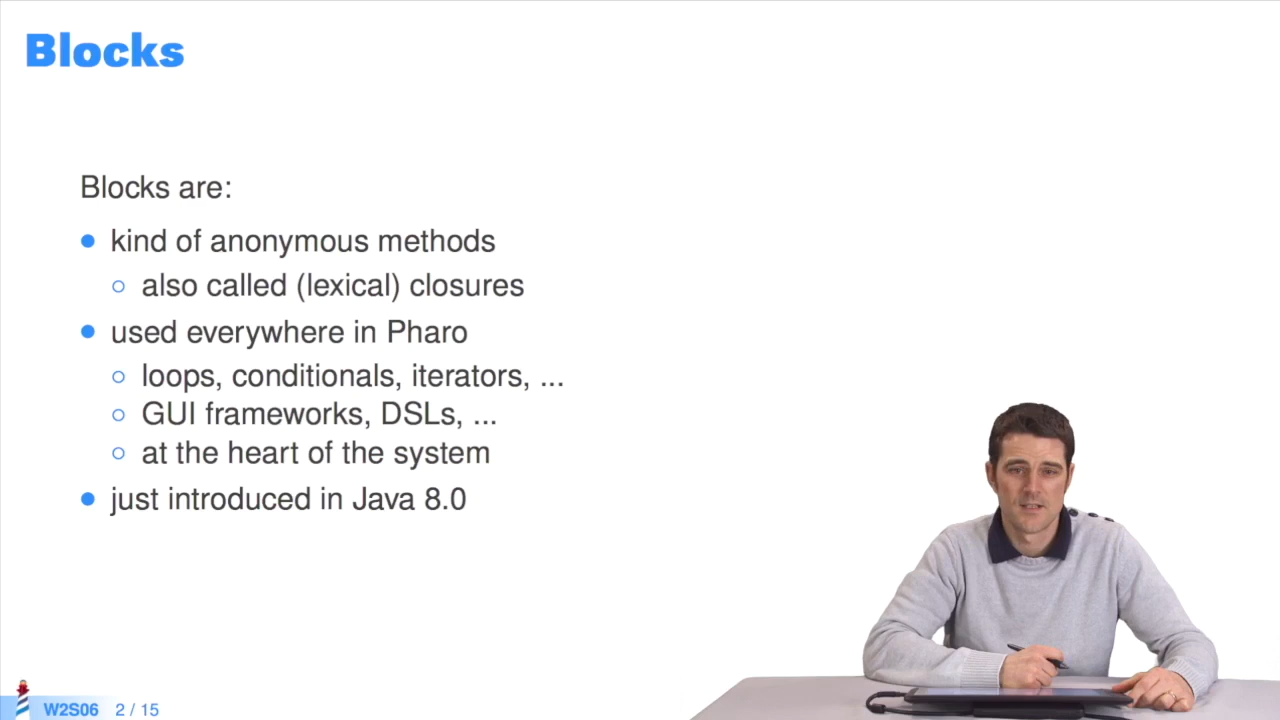 Blocks
Blocks are:
kind of anonymous methods
also called (lexical) closures
used everywhere in Pharo
loops, conditionals, iterators, ...
GUI frameworks, DSLs, ...
at the heart of the system
just introduced in Java 8.0
W2S06 2 / 15